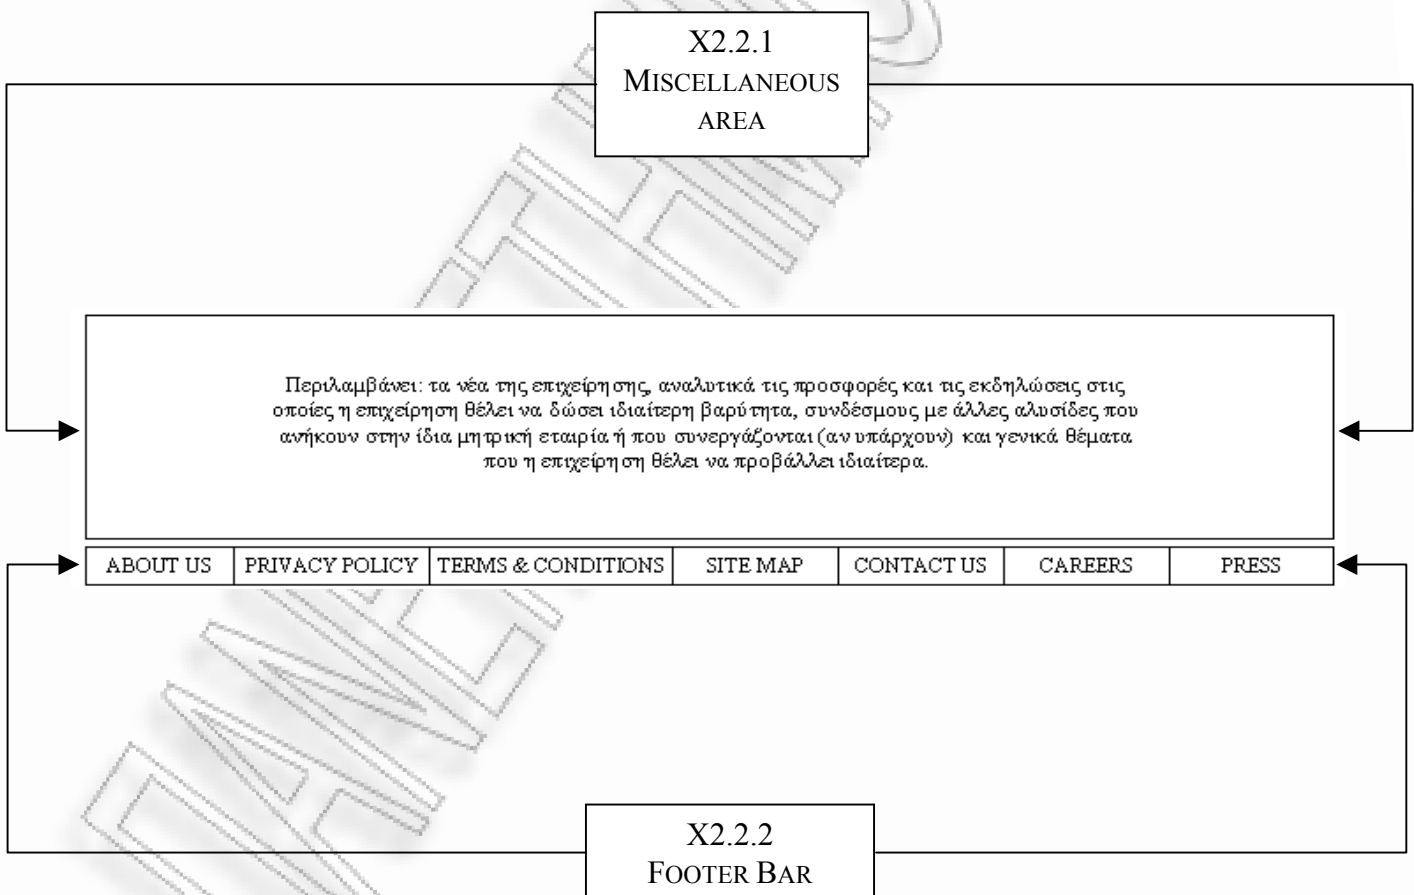 X2.2.1
MISCELLANEOUS
AREA
Περιλαμβάνει: τα νέα της επιχείρησης, αναλυτικά τις προσφορές και τις εκδηλώσεις στις
οποίες η επιχείρηση θέλει να δώσει ιδιαίτερη βαρύτητα, συνδέσμους με άλλες αλυσίδες που
ανήκουν στην ίδια μητρική εταιρία ή που συνεργάζονται (αν υπάρχουν) και γενικά θέματα
που η επιχείρηση θέλει να προβάλλει ιδιαίτερα.
ABOUT US PRIVACY POLICY TERMS & CONDITIONS SITE MAP CONTACT US CAREERS PRESS
X2.2.2
FOOTER BAR